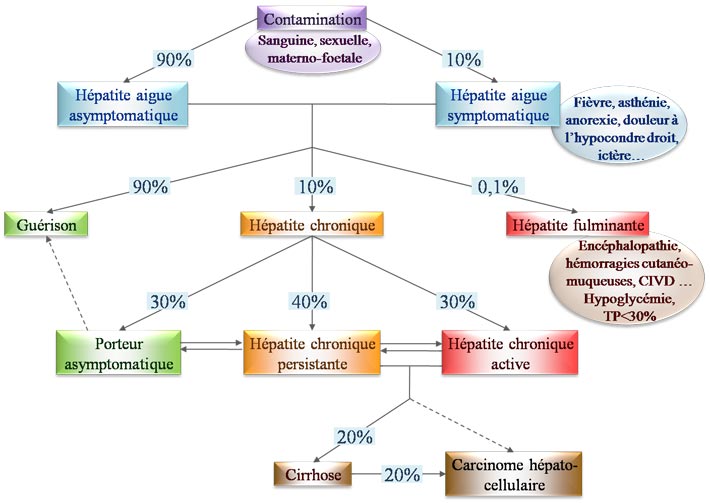 Contamination
Sanguine, sexuelle,
materno-foetale
90%
10%
Hépatite aigue
asymptomatique
Hépatite aigue
symptomatique
Fièvre, asthénie,
anorexie, douleur à
l'hypocondre droit,
ictère…
90%
10%
0,1%
Guérison
Hépatite chronique
Hépatite fulminante
Encéphalopathie,
hémorragies cutanéo-
muqueuses, CIVD …
Hypoglycémie,
TP<30%
30%
40%
30%
Porteur
asymptomatique
Hépatite chronique
persistante
Hépatite chronique
active
20%
Cirrhose
20%
Carcinome hépato-
cellulaire